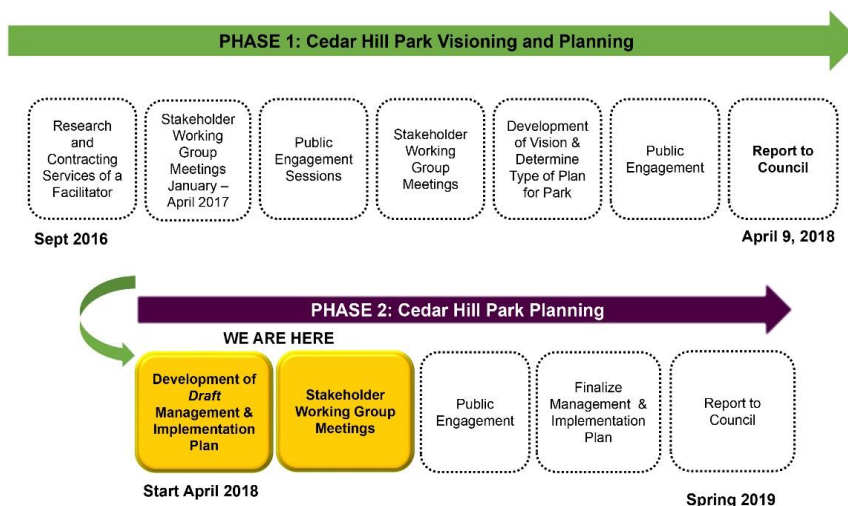 PHASE 1: Cedar Hill Park Visioning and Planning
Research
and
Contracting
Services of a
Facilitator
Stakeholder
Working
Group
Meetings
January –
April 2017
Public
Engagement
Sessions
Stakeholder
Working
Group
Meetings
Development
of Vision &
Determine
Type of Plan
for Park
Public
Engagement
Report to
Council
Sept 2016
April 9, 2018
PHASE 2: Cedar Hill Park Planning
WE ARE HERE
Development of
Draft
Management &
Implementation
Plan
Stakeholder
Working Group
Meetings
Public
Engagement
Finalize
Management &
Implementation
Plan
Report to
Council
Start April 2018
Spring 2019